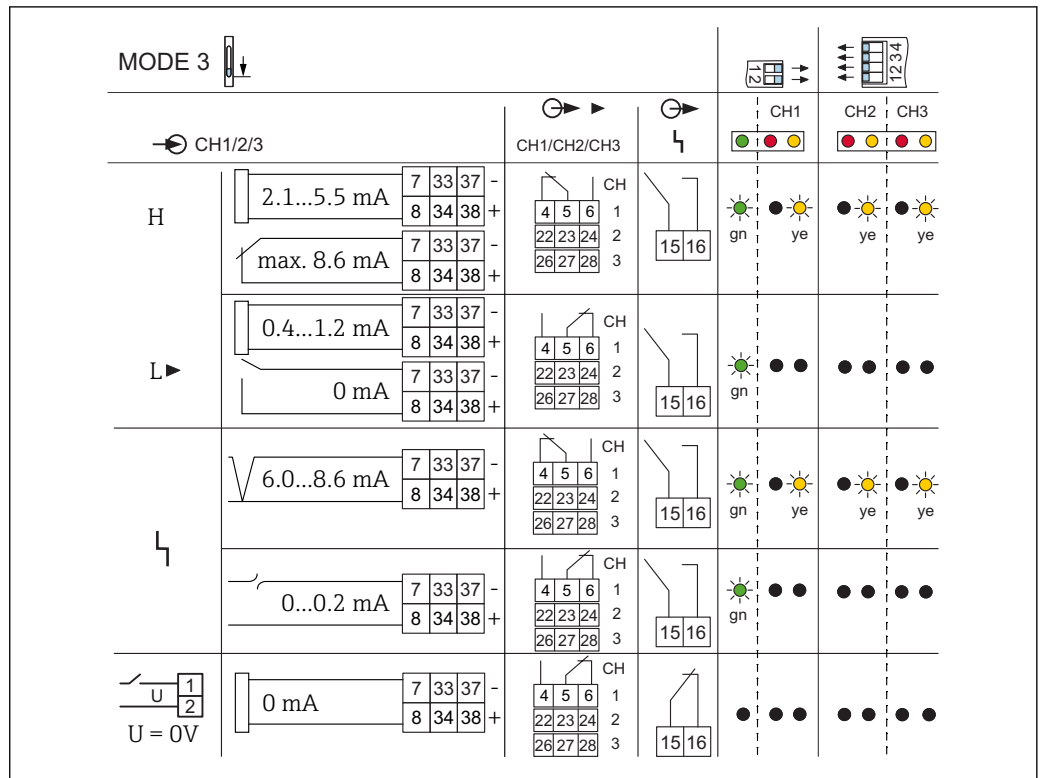 MODE 3
1 2
1 2 3 4
CH1
CH2
CH3
CH1/2/3
CH1/CH2/CH3
H
2.1...5.5 mA
7 33 37 -
8 34 38 +
max. 8.6 mA
7 33 37 -
8 34 38 +
CH
4 5 6 1
22 23 24 2
26 27 28 3
15 16
gn
ye
ye
ye
L
0.4...1.2 mA
7 33 37 -
8 34 38 +
0 mA
7 33 37 -
8 34 38 +
CH
4 5 6 1
22 23 24 2
26 27 28 3
15 16
gn
6.0...8.6 mA
7 33 37 -
8 34 38 +
CH
4 5 6 1
22 23 24 2
26 27 28 3
15 16
gn
ye
ye
ye
0...0.2 mA
7 33 37 -
8 34 38 +
CH
4 5 6 1
22 23 24 2
26 27 28 3
15 16
gn
U
1
2
U = 0V
0 mA
7 33 37 -
8 34 38 +
CH
4 5 6 1
22 23 24 2
26 27 28 3
15 16